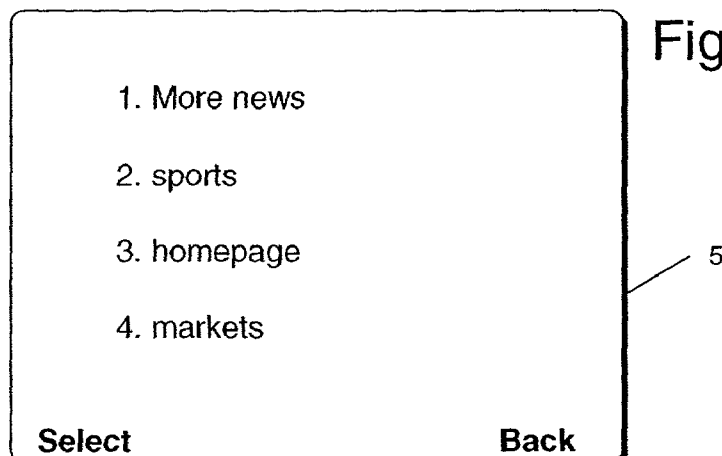 Fig
1. More news
2. sports
3. homepage
5
4. markets
Select Back